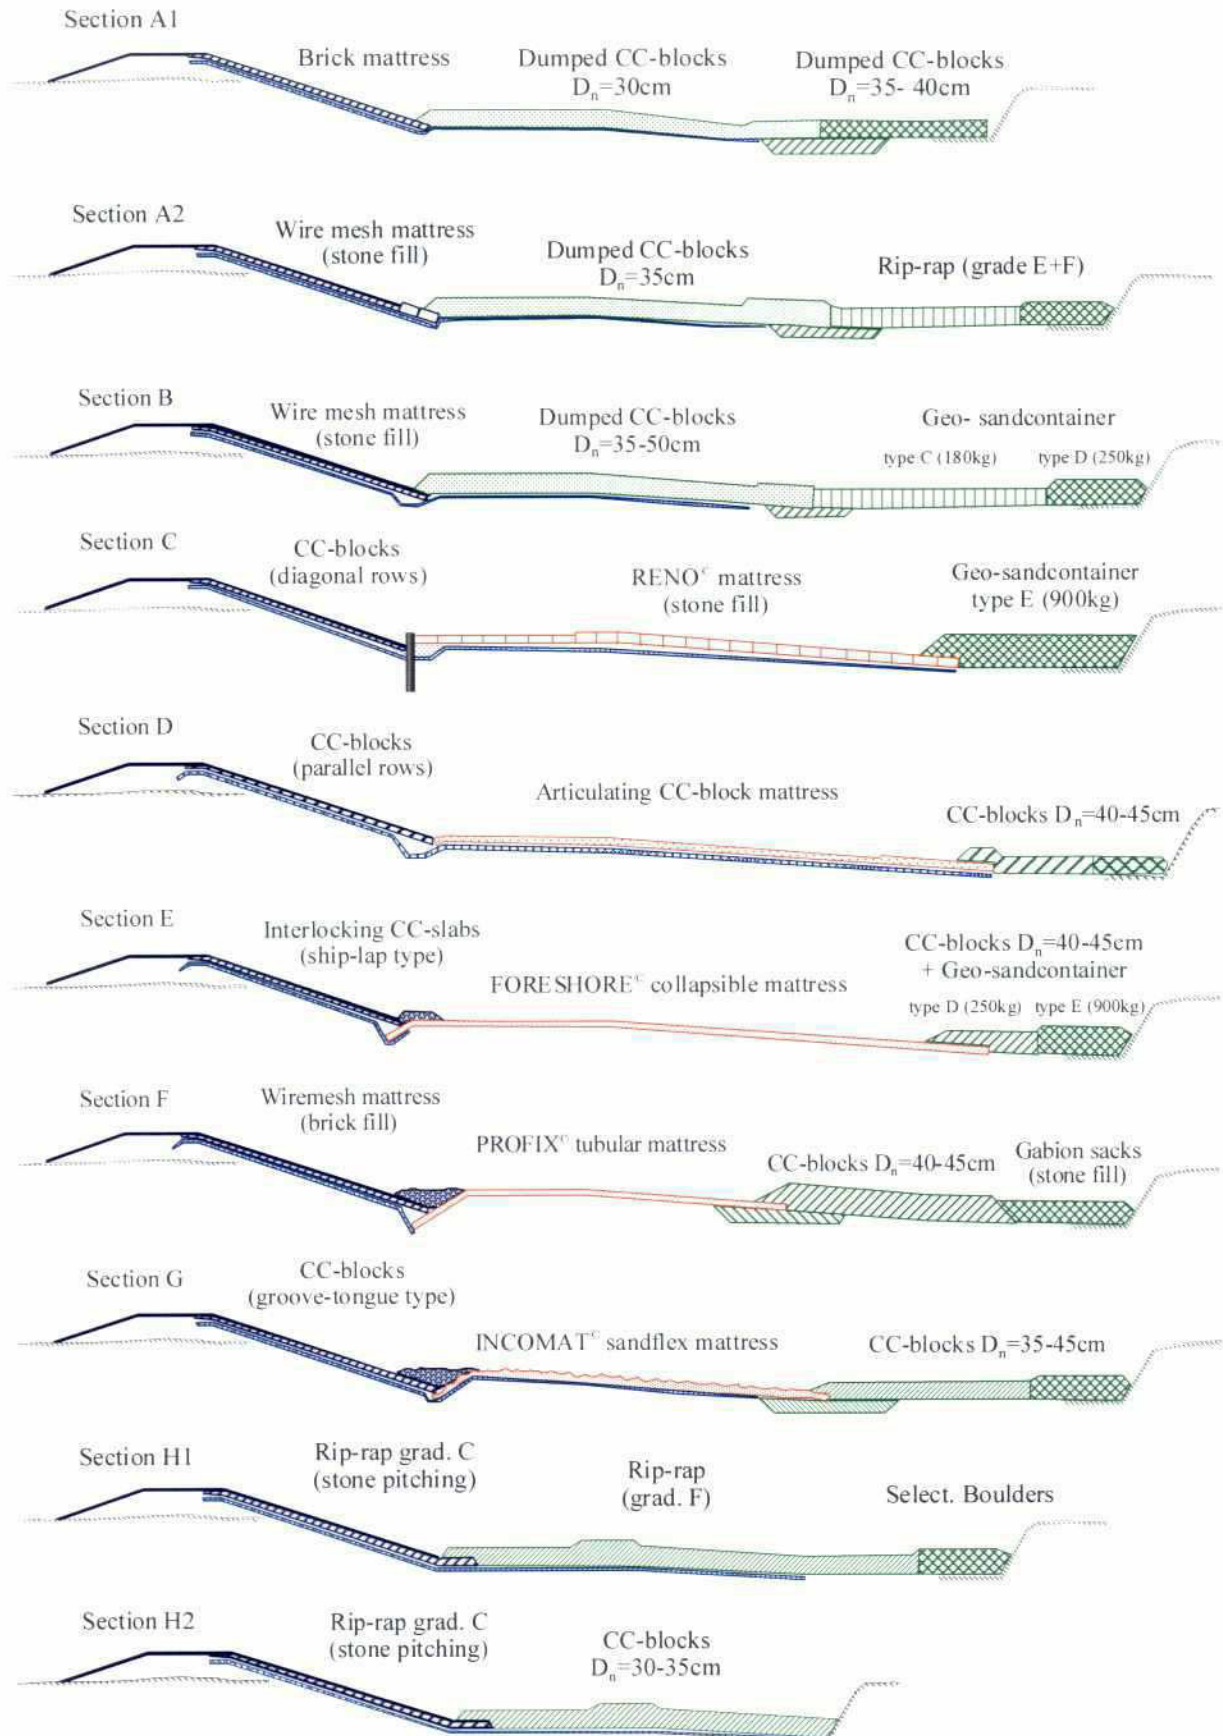 Section A1
Brick mattress
Dumped CC-blocks
Dn=30cm
Dumped CC-blocks
Dn=35- 40cm
Section A2
Wire mesh mattress
(stone fill)
Dumped CC-blocks
Dn=35cm
Rip-rap (grade E+F)
Section B
Wire mesh mattress
(stone fill)
Dumped CC-blocks
Dn=35-50cm
Geo- sandcontainer
type C (180kg)
type D (250kg)
Section C
CC-blocks
(diagonal rows)
RENO© mattress
(stone fill)
Geo-sandcontainer
type E (900kg)
Section D
CC-blocks
(parallel rows)
Articulating CC-block mattress
CC-blocks Dn=40-45cm
Section E
Interlocking CC-slabs
(ship-lap type)
FORESHORE© collapsible mattress
CC-blocks Dn=40-45cm
+ Geo-sandcontainer
type D (250kg)
type E (900kg)
Section F
Wiremesh mattress
(brick fill)
PROFIX© tubular mattress
CC-blocks Dn=40-45cm
Gabion sacks
(stone fill)
Section G
CC-blocks
(groove-tongue type)
INCOMAT© sandflex mattress
CC-blocks Dn=35-45cm
Section H1
Rip-rap grad. C
(stone pitching)
Rip-rap
(grad. F)
Select. Boulders
Section H2
Rip-rap grad. C
(stone pitching)
CC-blocks
Dn=30-35cm